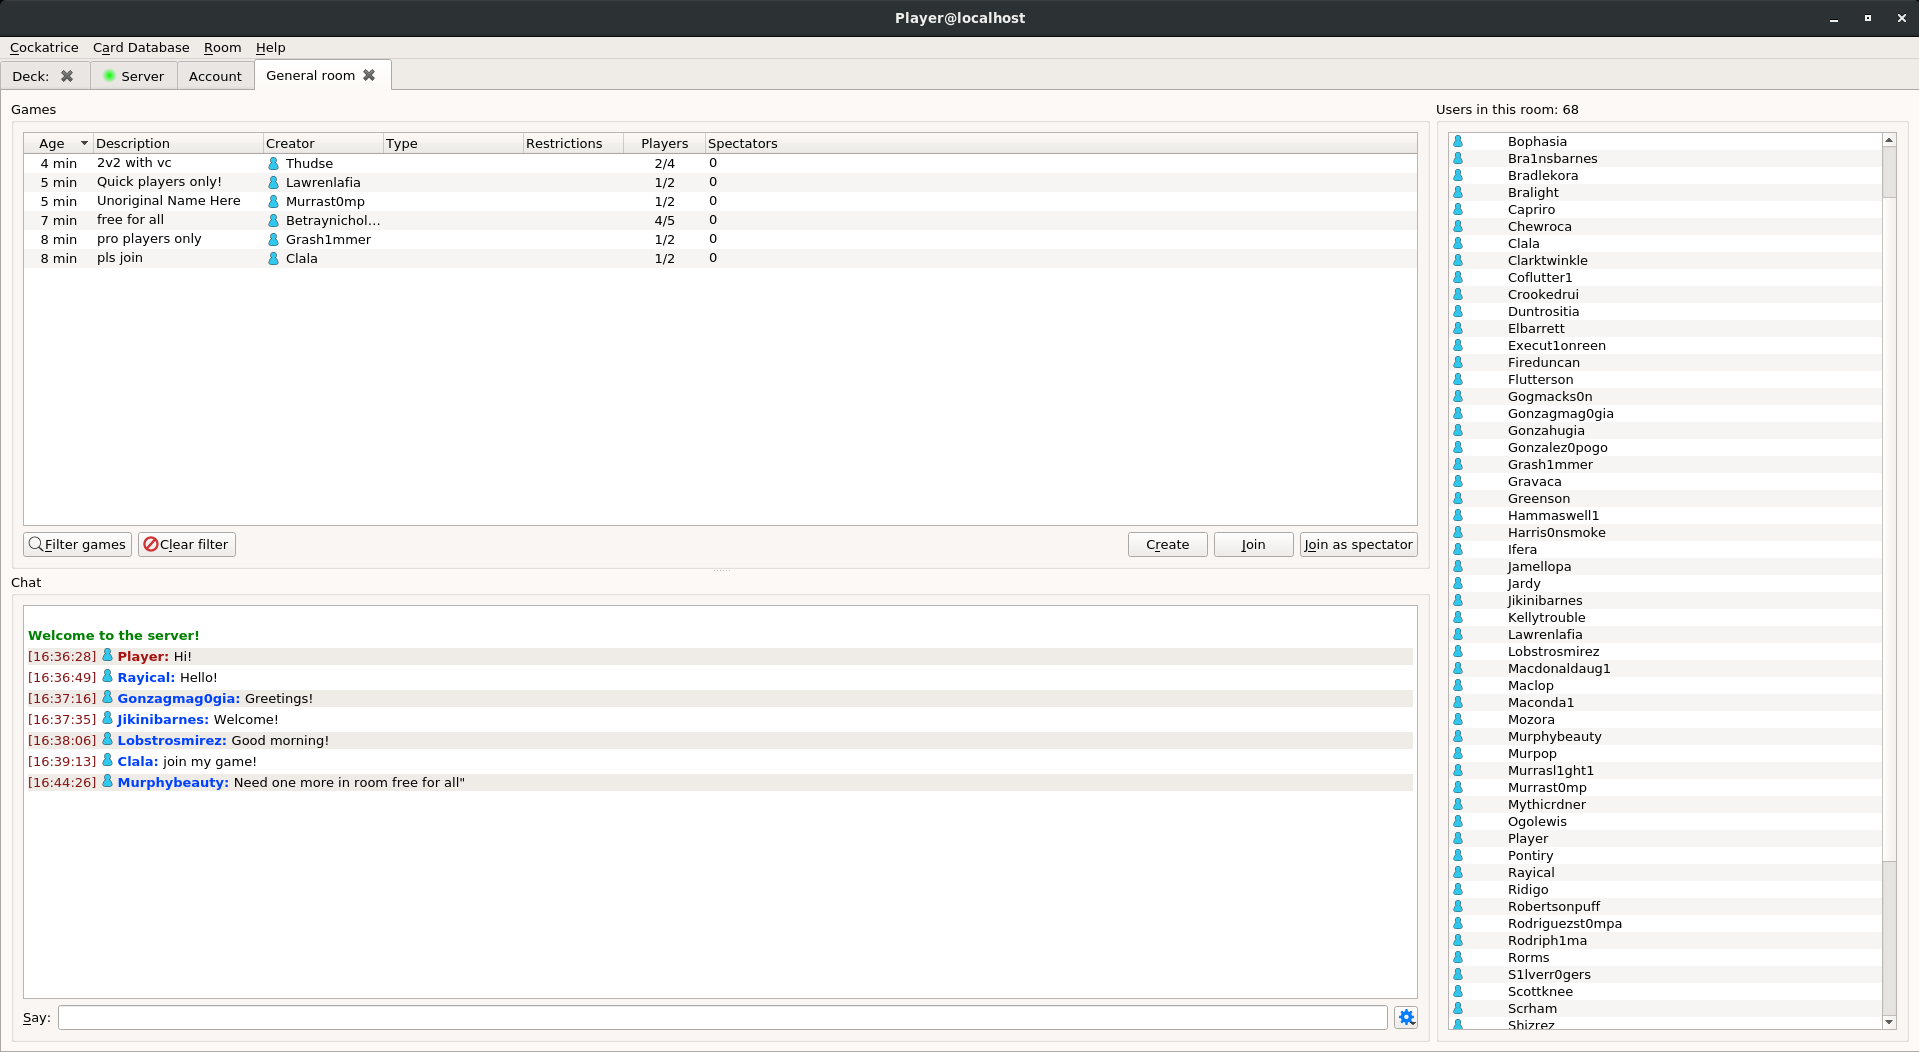 Player@localhost
Cockatrice Card Database Room Help
Deck: Server Account General room
Games
Age Description Creator Type Restrictions Players Spectators
4 min 2v2 with vc Thudse 2/4 0
5 min Quick players only! Lawrenlafia 1/2 0
5 min Unoriginal Name Here Murrast0mp 1/2 0
7 min free for all Betraynichol... 4/5 0
8 min pro players only Grash1mmer 1/2 0
8 min pls join Clala 1/2 0
Filter games Clear filter Create Join Join as spectator
Chat
Welcome to the server!
[16:36:28] Player: Hi!
[16:36:49] Rayical: Hello!
[16:37:16] Gonzagmag0gia: Greetings!
[16:37:35] Jikinibarnes: Welcome!
[16:38:06] Lobstrosmirez: Good morning!
[16:39:13] Clala: join my game!
[16:44:26] Murphybeauty: Need one more in room free for all"
Say:
Users in this room: 68
Bophasia
Bra1nsbarnes
Bradlekora
Bralight
Capriro
Chewroca
Clala
Clarktwinkle
Coflutter1
Crookedrui
Duntrositia
Elbarrett
Execut1onreen
Fireduncan
Flutterson
Gogmacks0n
Gonzagmag0gia
Gonzahugia
Gonzalez0pogo
Grash1mmer
Gravaca
Greenson
Hammaswell1
Harris0nsmoke
Ifera
Jamellopa
Jardy
Jikinibarnes
Kellytrouble
Lawrenlafia
Lobstrosmirez
Macdonaldaug1
Maclop
Maconda1
Mozora
Murphybeauty
Murpop
Murrasl1ght1
Murrast0mp
Mythicrdner
Ogolewis
Player
Pontiry
Rayical
Ridigo
Robertsonpuff
Rodriguezst0mpa
Rodriph1ma
Rorms
S1lverr0gers
Scottknee
Scrham
Shizrez